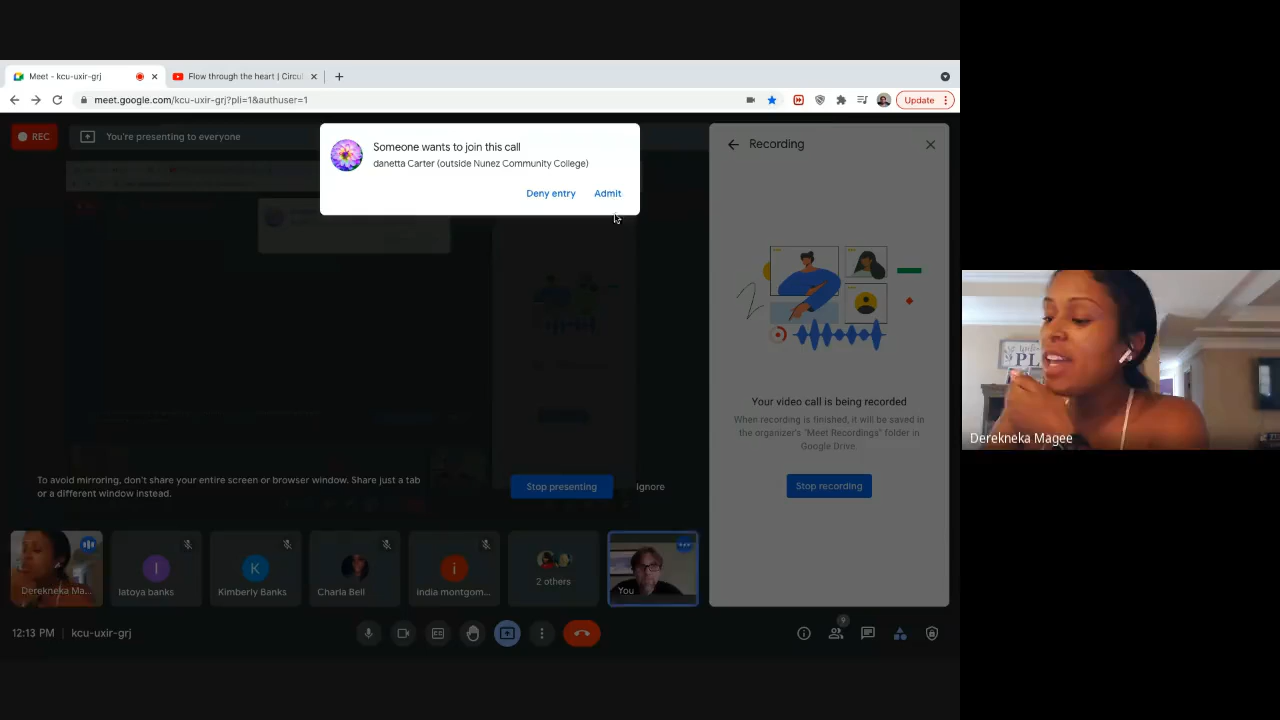 Meet - kcu-uxir-grj
Flow through the heart | Circul
meet.google.com/kcu-uxir-grj?pli=1&authuser=1
Update
REC
You're presenting to everyone
Someone wants to join this call
danetta Carter (outside Nunez Community College)
Deny entry Admit
Recording
Your video call is being recorded
When recording is finished, it will be saved
in the organizer's "Meet Recordings" folder in
Google Drive.
Stop recording
To avoid mirroring, don't share your entire screen or browser window. Share just a tab
or a different window instead.
Stop presenting Ignore
Derekneka Ma...
latoya banks
Kimberly Banks
Charla Bell
india montgom...
2 others
You
12:13 PM | kcu-uxir-grj
9
PL
Derekneka Magee